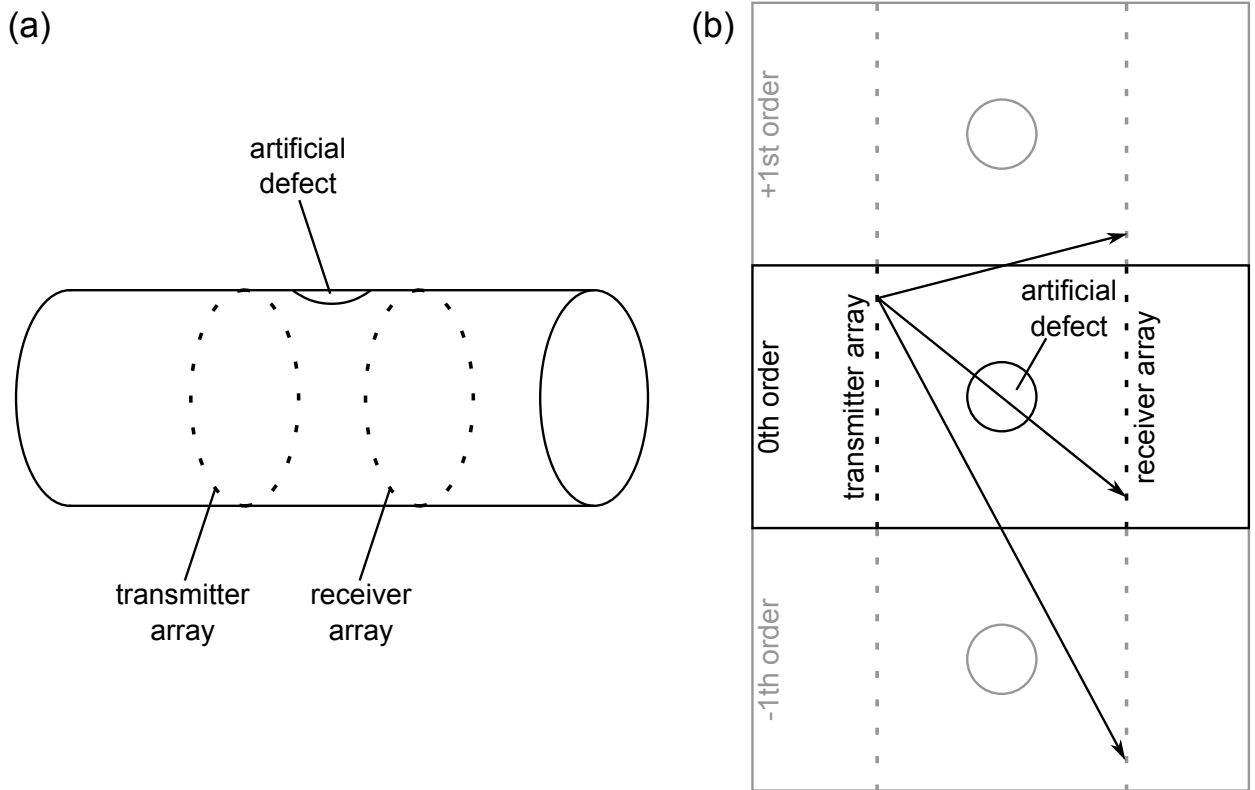 (a)
artificial
defect
transmitter
array
receiver
array
(b)
+1st order
0th order
-1th order
transmitter array
artificial
defect
receiver array